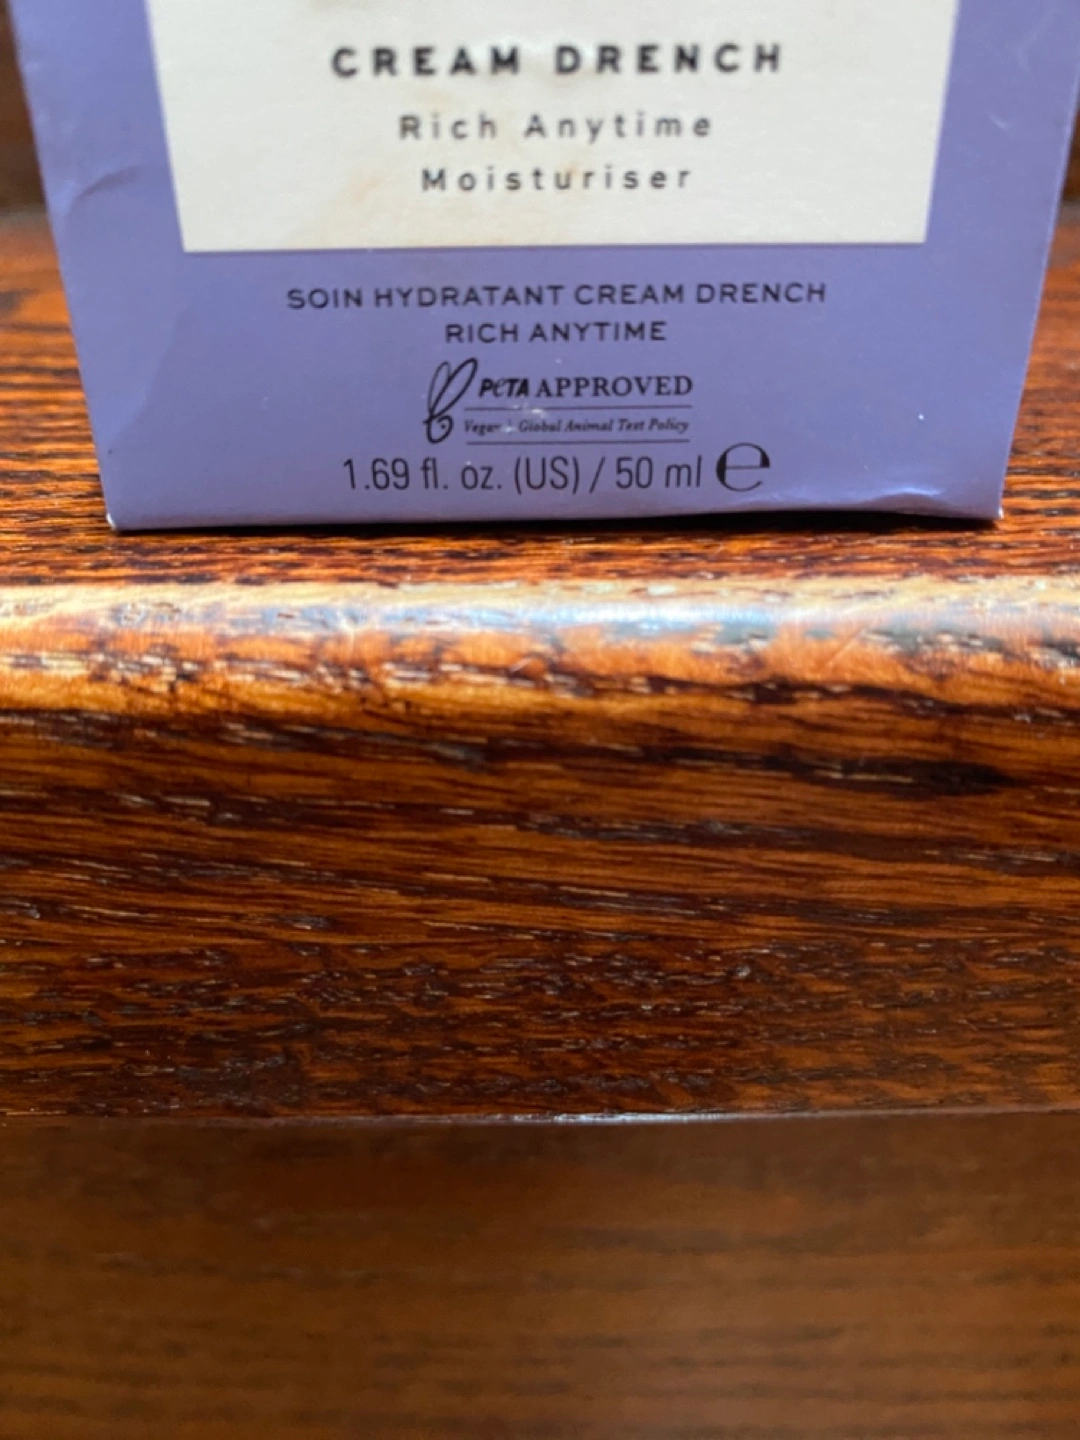 CREAM DRENCH
Rich Anytime
Moisturiser
SOIN HYDRATANT CREAM DRENCH
RICH ANYTIME
PETA APPROVED
Vegan + Global Animal Test Policy
1.69 fl. oz. (US) / 50 ml ℮